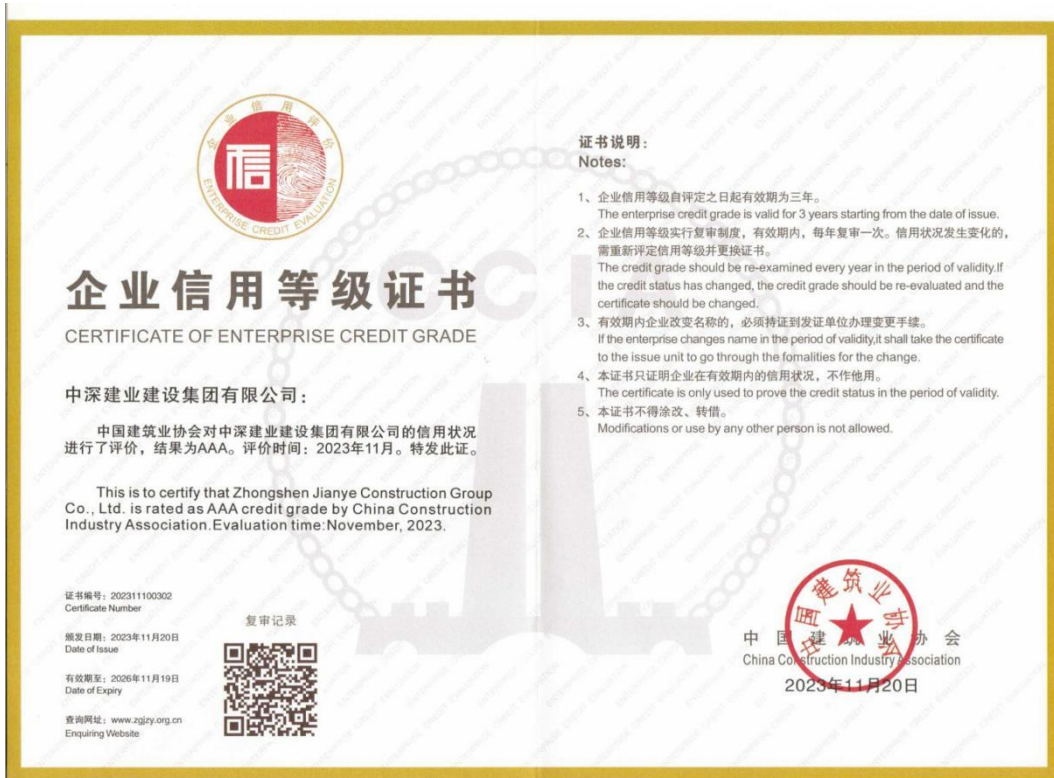 企业信用评价
信
ENTERPRISE CREDIT EVALUATION
企业信用等级证书
CERTIFICATE OF ENTERPRISE CREDIT GRADE
中深建业建设集团有限公司：
中国建筑业协会对中深建业建设集团有限公司的信用状况
进行了评价，结果为AAA。评价时间：2023年11月。特发此证。
This is to certify that Zhongshen Jianye Construction Group
Co., Ltd. is rated as AAA credit grade by China Construction
Industry Association.Evaluation time:November, 2023.
证书编号：202311100302
Certificate Number
颁发日期：2023年11月20日
Date of Issue
有效期至：2026年11月19日
Date of Expiry
查询网址：www.zgjzy.org.cn
Enquiring Website
复审记录
证书说明：
Notes:
1、企业信用等级自评定之日起有效期为三年。
The enterprise credit grade is valid for 3 years starting from the date of issue.
2、企业信用等级实行复审制度，有效期内，每年复审一次。信用状况发生变化的，
需重新评定信用等级并更换证书。
The credit grade should be re-examined every year in the period of validity.If
the credit status has changed, the credit grade should be re-evaluated and the
certificate should be changed.
3、有效期内企业改变名称的，必须持证到发证单位办理变更手续。
If the enterprise changes name in the period of validity,it shall take the certificate
to the issue unit to go through the fomalities for the change.
4、本证书只证明企业在有效期内的信用状况，不作他用。
The certificate is only used to prove the credit status in the period of validity.
5、本证书不得涂改、转借。
Modifications or use by any other person is not allowed.
中国建筑业协会
中国建筑业协会
China Construction Industry Association
2023年11月20日